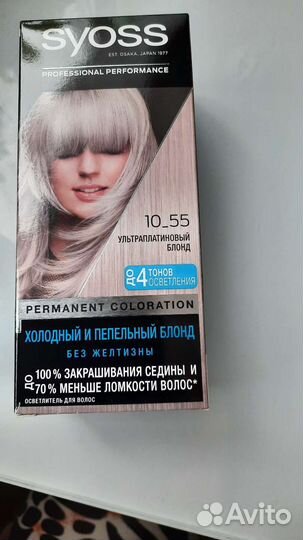 syoss
EST. OSAKA, JAPAN 1977
PROFESSIONAL PERFORMANCE
10_55
УЛЬТРАПЛАТИНОВЫЙ
БЛОНД
ДО 4 ТОНОВ
ОСВЕТЛЕНИЯ
PERMANENT COLORATION
ХОЛОДНЫЙ И ПЕПЕЛЬНЫЙ БЛОНД
БЕЗ ЖЕЛТИЗНЫ
ДО 100% ЗАКРАШИВАНИЯ СЕДИНЫ И
70% МЕНЬШЕ ЛОМКОСТИ ВОЛОС*
ОСВЕТЛИТЕЛЬ ДЛЯ ВОЛОС
Avito